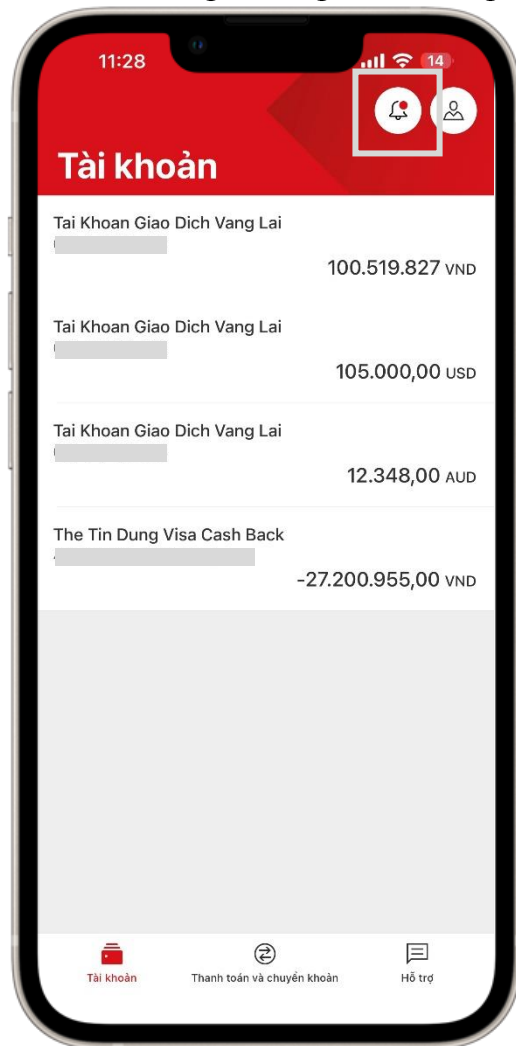 11:28
14
Tài khoản
Tai Khoan Giao Dich Vang Lai
100.519.827 VND
Tai Khoan Giao Dich Vang Lai
105.000,00 USD
Tai Khoan Giao Dich Vang Lai
12.348,00 AUD
The Tin Dung Visa Cash Back
-27.200.955,00 VND
Tài khoản Thanh toán và chuyển khoản Hỗ trợ